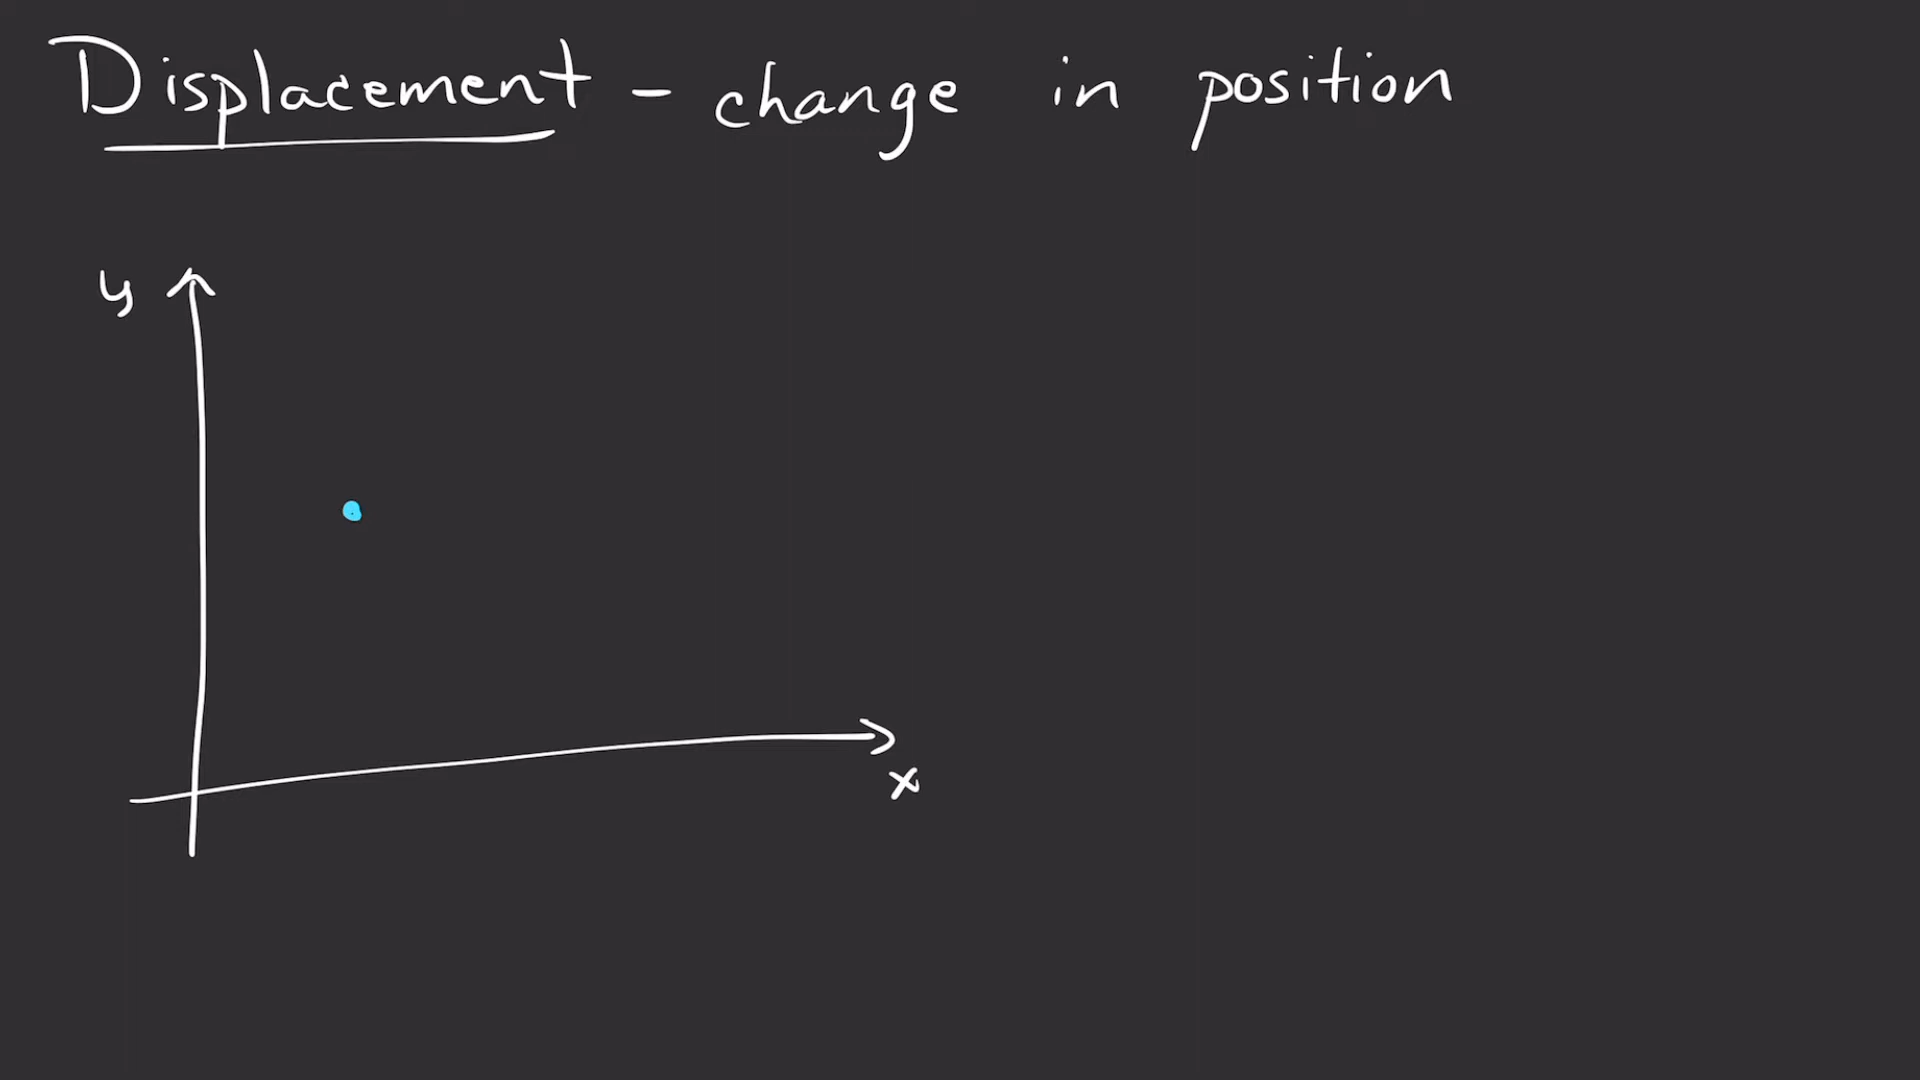 Displacement - change in position
y
x